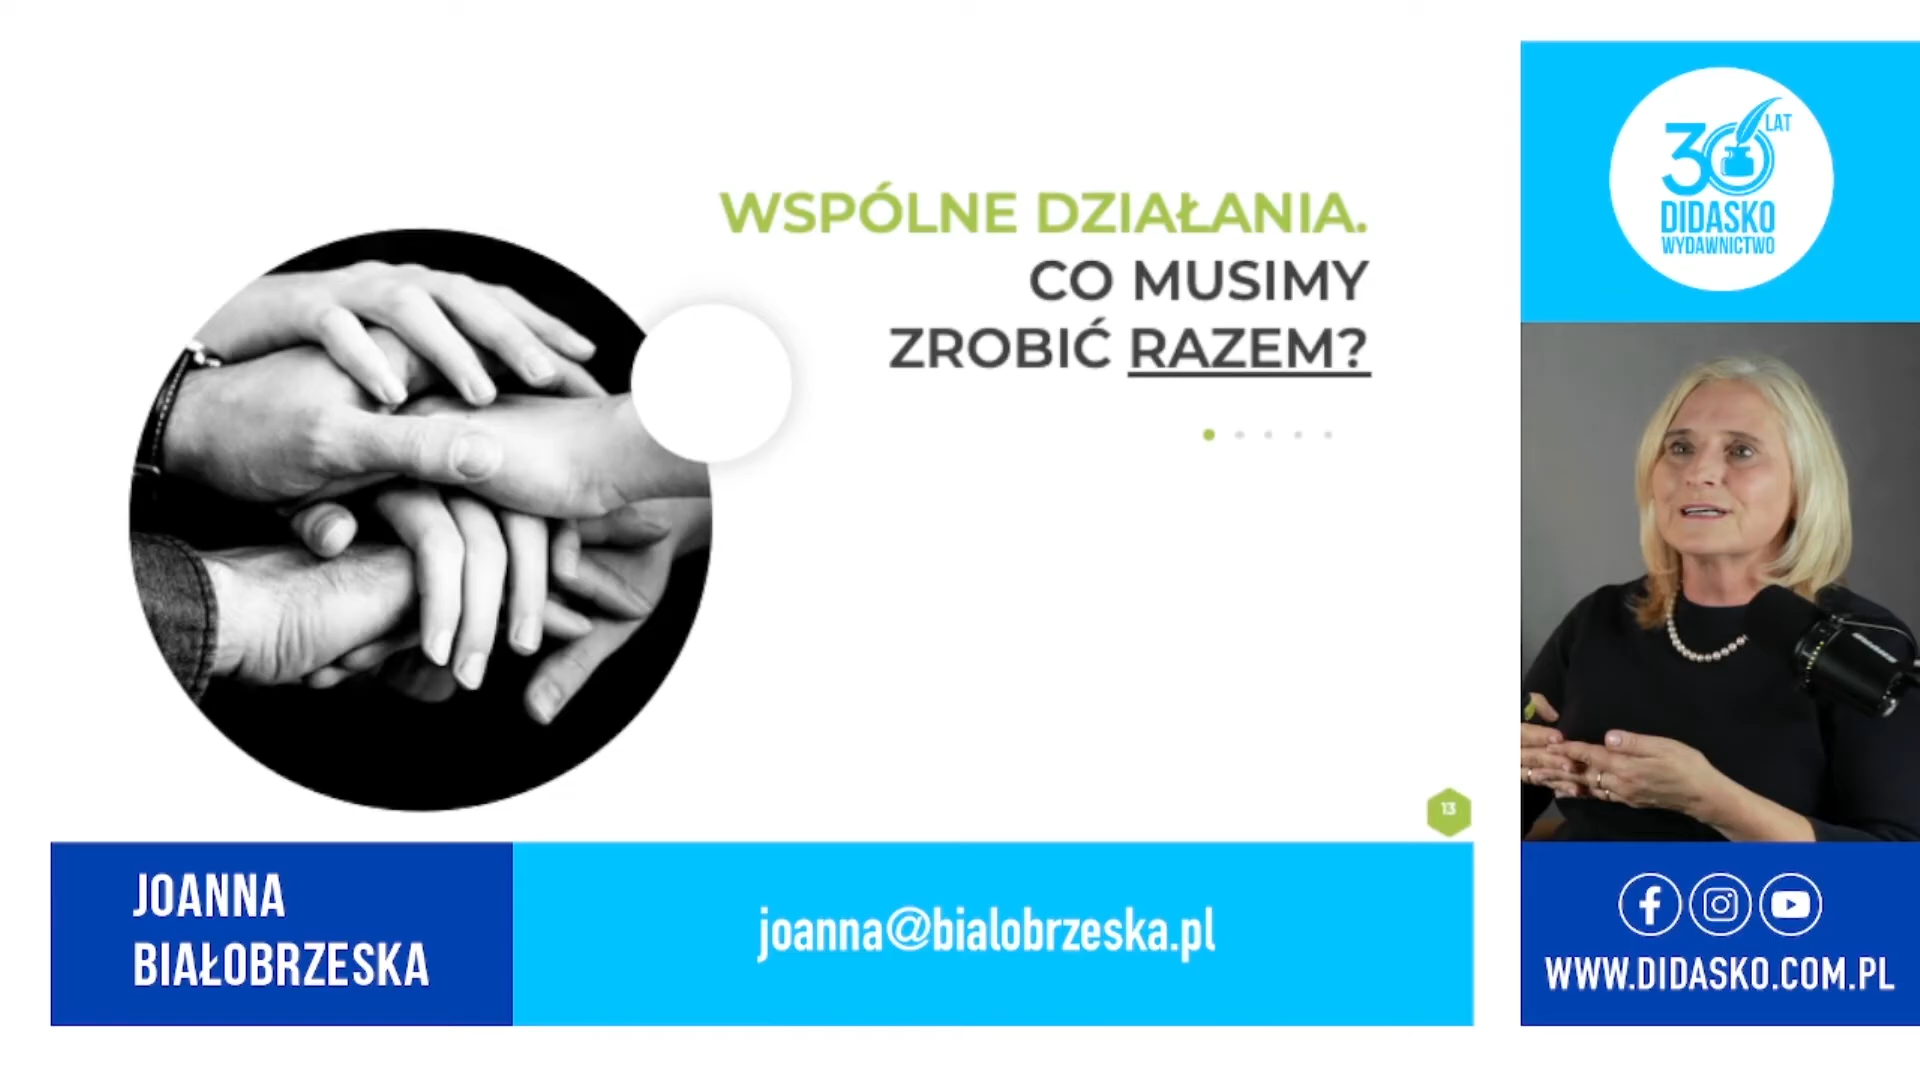 WSPÓLNE DZIAŁANIA.
CO MUSIMY
ZROBIĆ RAZEM?
13
JOANNA
BIAŁOBRZESKA
joanna@bialobrzeska.pl
30 LAT
DIDASKO
WYDAWNICTWO
WWW.DIDASKO.COM.PL